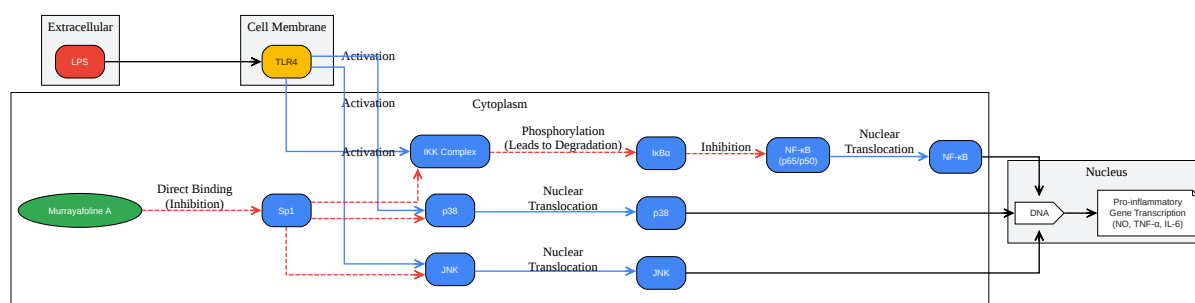 Extracellular
LPS
Cell Membrane
TLR4
Activation
Activation
Activation
Cytoplasm
Murrayafoline A
Direct Binding
(Inhibition)
Sp1
IKK Complex
Phosphorylation
(Leads to Degradation)
IκBα
Inhibition
NF-κB
(p65/p50)
Nuclear
Translocation
NF-κB
p38
Nuclear
Translocation
p38
JNK
Nuclear
Translocation
JNK
Nucleus
DNA
Pro-inflammatory
Gene Transcription
(NO, TNF-α, IL-6)